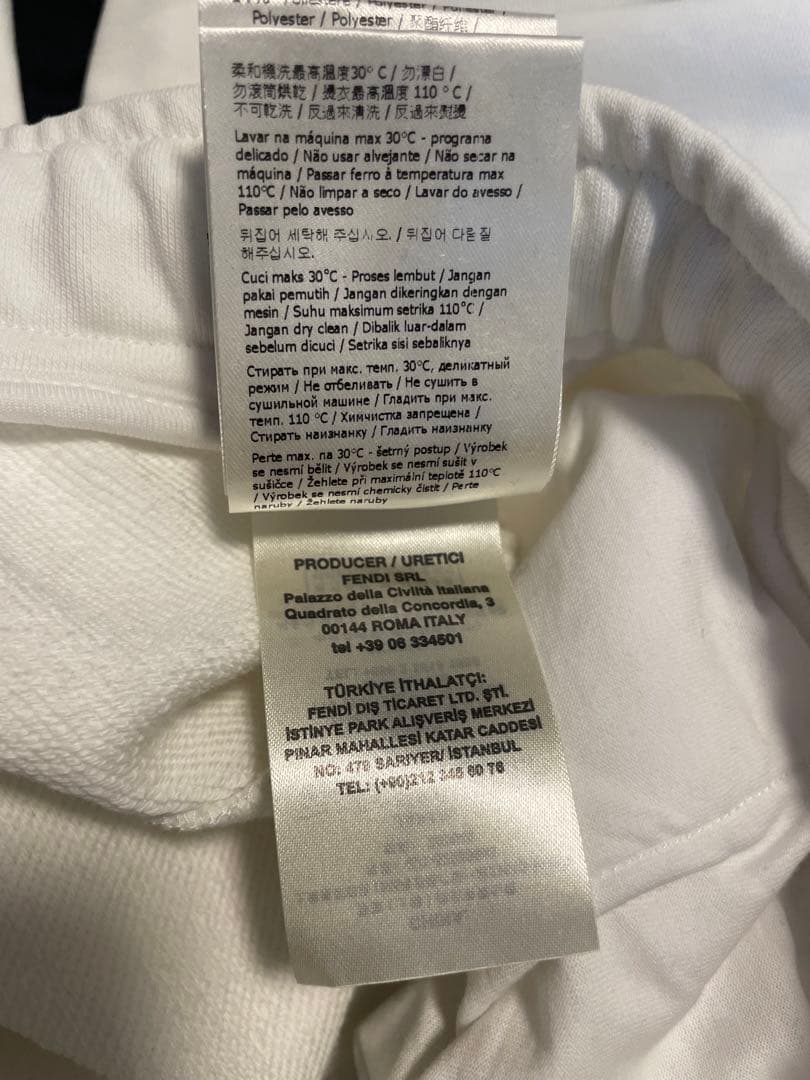 Polyester / Polyester / 聚酯纤维 /
柔和機洗最高溫度30° C / 勿漂白 /
勿滾筒烘乾 / 燙衣最高溫度 110 ° C /
不可乾洗 / 反過來清洗 / 反過來熨燙
Lavar na máquina max 30°C - programa
delicado / Não usar alvejante / Não secar na
máquina / Passar ferro à temperatura max
110°C / Não limpar a seco / Lavar do avesso /
Passar pelo avesso
뒤집어 세탁해 주십시오. / 뒤집어 다림질
해주십시오.
Cuci maks 30°C - Proses lembut / Jangan
pakai pemutih / Jangan dikeringkan dengan
mesin / Suhu maksimum setrika 110°C /
Jangan dry clean / Dibalik luar-dalam
sebelum dicuci / Setrika sisi sebaliknya
Стирать при макс. темп. 30°C, деликатный
режим / Не отбеливать / Не сушить в
сушильной машине / Гладить при макс.
темп. 110 °C / Химчистка запрещена /
Стирать наизнанку / Гладить наизнанку
Perte max. na 30°C - šetrný postup / Výrobek
se nesmí bělit / Výrobek se nesmí sušit v
sušičce / Žehlete při maximální teplotě 110°C
/ Výrobek se nesmí chemicky čistit / Perte
naruby / Žehlete naruby
PRODUCER / URETICI
FENDI SRL
Palazzo della Civiltà Italiana
Quadrato della Concordia, 3
00144 ROMA ITALY
tel +39 06 334501
TÜRKİYE İTHALATÇI:
FENDİ DIŞ TİCARET LTD. ŞTİ.
İSTİNYE PARK ALIŞVERİŞ MERKEZİ
PINAR MAHALLESİ KATAR CADDESİ
NO: 479 SARIYER/ İSTANBUL
TEL: (+90)212 345 60 76